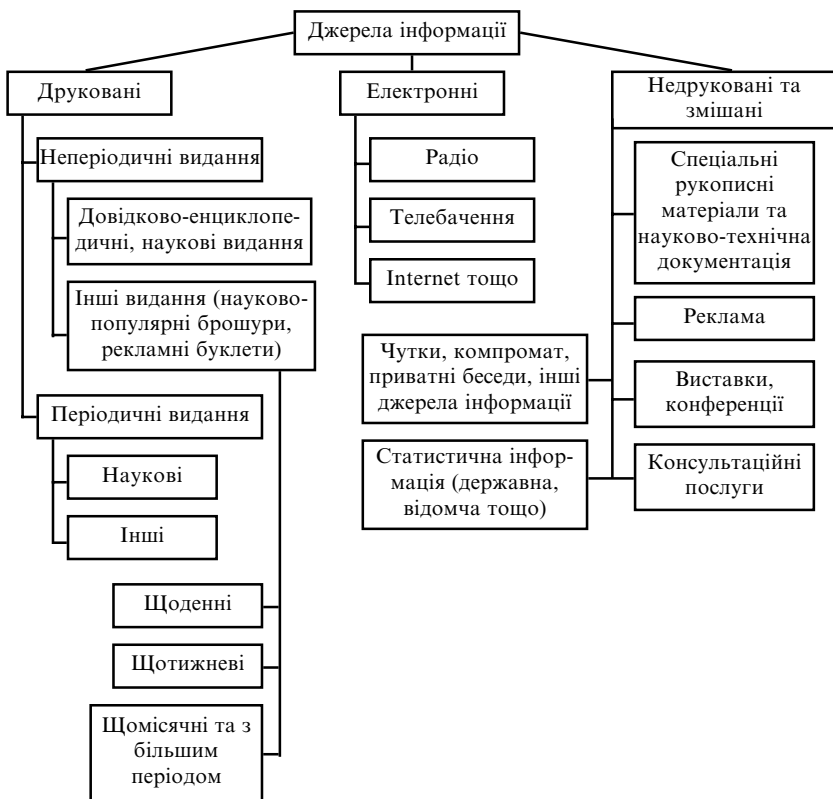 Джерела інформації
Друковані
Електронні
Недруковані та
змішані
Неперіодичні видання
Довідково-енциклопе-
дичні, наукові видання
Інші видання (науково-
популярні брошури,
рекламні буклети)
Періодичні видання
Наукові
Інші
Щоденні
Щотижневі
Щомісячні та з
більшим
періодом
Радіо
Телебачення
Internet тощо
Спеціальні
рукописні
матеріали та
науково-технічна
документація
Реклама
Чутки, компромат,
приватні беседи, інші
джерела інформації
Виставки,
конференції
Статистична інфор-
мація (державна,
відомча тощо)
Консультаційні
послуги